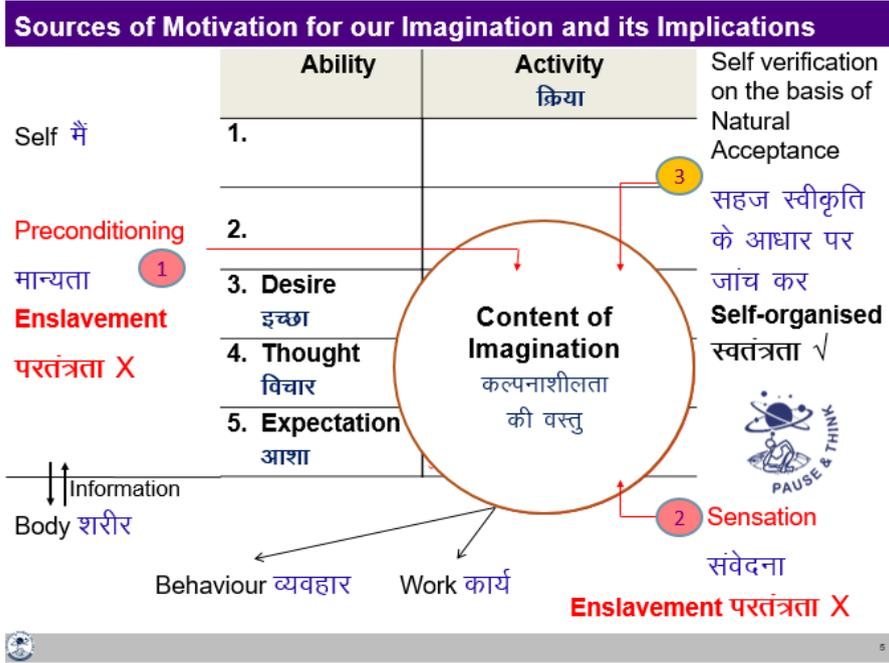 Sources of Motivation for our Imagination and its Implications
Ability
Activity
क्रिया
Self verification
on the basis of
Natural
Acceptance
Self मैं
1.
3
सहज स्वीकृति
के आधार पर
जांच कर
Preconditioning
2.
मान्यता
1
Enslavement
परतंत्रता X
3. Desire
इच्छा
4. Thought
विचार
5. Expectation
आशा
Content of
Imagination
कल्पनाशीलता
की वस्तु
Self-organised
स्वतंत्रता √
PAUSE & THINK
Information
Body शरीर
2
Sensation
संवेदना
Behaviour व्यवहार
Work कार्य
Enslavement परतंत्रता X
5